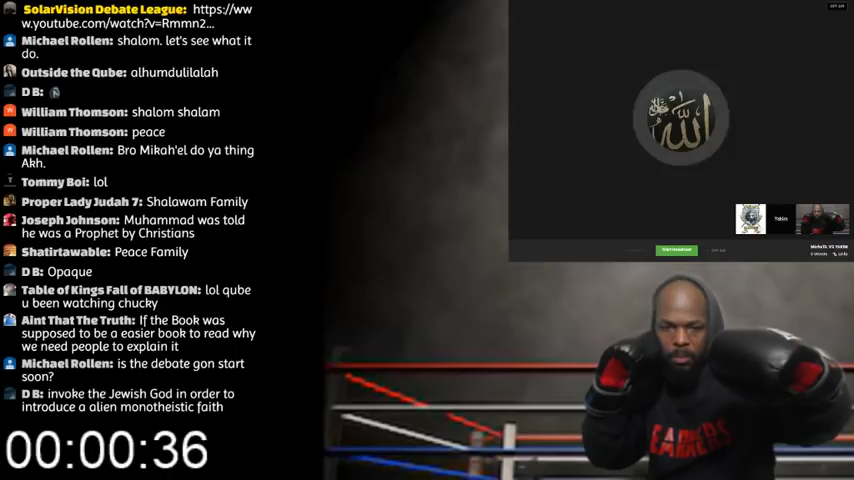 SolarVision Debate League: https://ww
w.youtube.com/watch?v=Rmmn2...
Michael Rollen: shalom. let's see what it
do.
Outside the Qube: alhumdulilalah
D B:
William Thomson: shalom shalam
William Thomson: peace
Michael Rollen: Bro Mikah'el do ya thing
Akh.
Tommy Boi: lol
Proper Lady Judah 7: Shalawam Family
Joseph Johnson: Muhammad was told
he was a Prophet by Christians
Shatirtawable: Peace Family
D B: Opaque
Table of Kings Fall of BABYLON: lol qube
u been watching chucky
Aint That The Truth: If the Book was
supposed to be a easier book to read why
we need people to explain it
Michael Rollen: is the debate gon start
soon?
D B: invoke the Jewish God in order to
introduce a alien monotheistic faith
00:00:36
OFF AIR
الله
Start broadcast